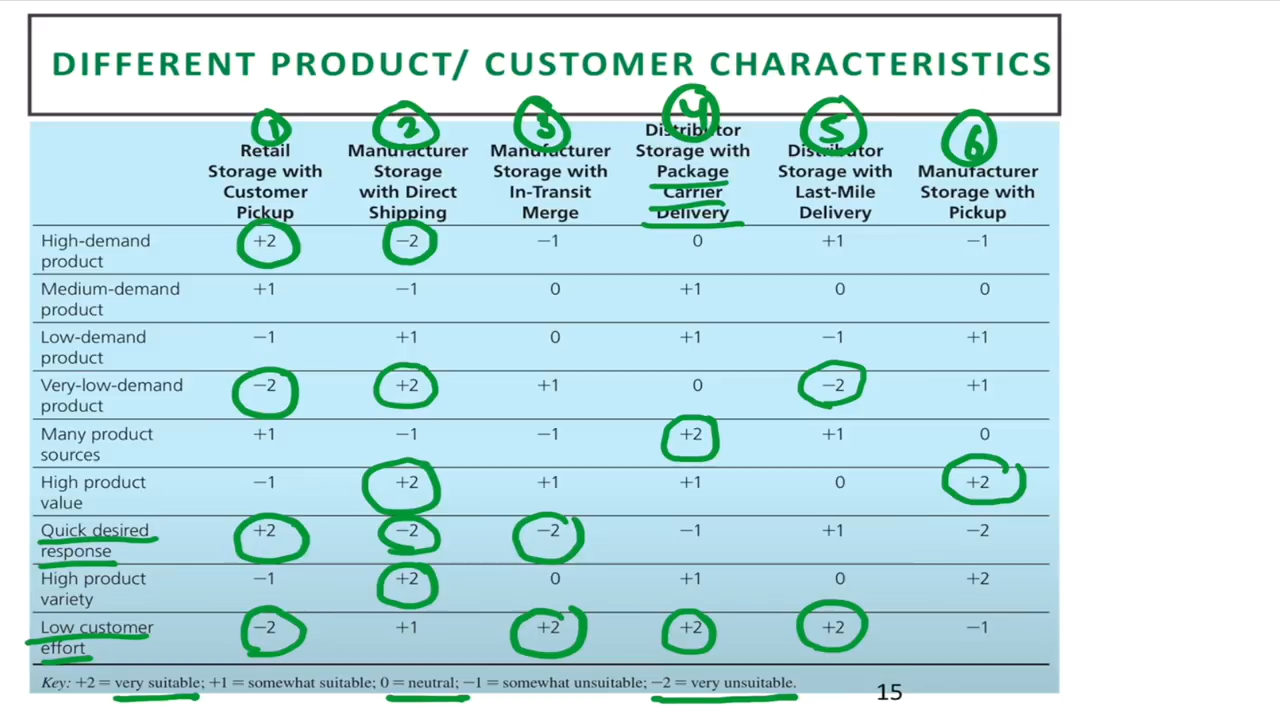 DIFFERENT PRODUCT/ CUSTOMER CHARACTERISTICS
1 2 3 4 5 6
Retail Storage with Customer Pickup
Manufacturer Storage with Direct Shipping
Manufacturer Storage with In-Transit Merge
Distributor Storage with Package Carrier Delivery
Distributor Storage with Last-Mile Delivery
Manufacturer Storage with Pickup
High-demand product +2 −2 −1 0 +1 −1
Medium-demand product +1 −1 0 +1 0 0
Low-demand product −1 +1 0 +1 −1 +1
Very-low-demand product −2 +2 +1 0 −2 +1
Many product sources +1 −1 −1 +2 +1 0
High product value −1 +2 +1 +1 0 +2
Quick desired response +2 −2 −2 −1 +1 −2
High product variety −1 +2 0 +1 0 +2
Low customer effort −2 +1 +2 +2 +2 −1
Key: +2 = very suitable; +1 = somewhat suitable; 0 = neutral; −1 = somewhat unsuitable; −2 = very unsuitable.
15